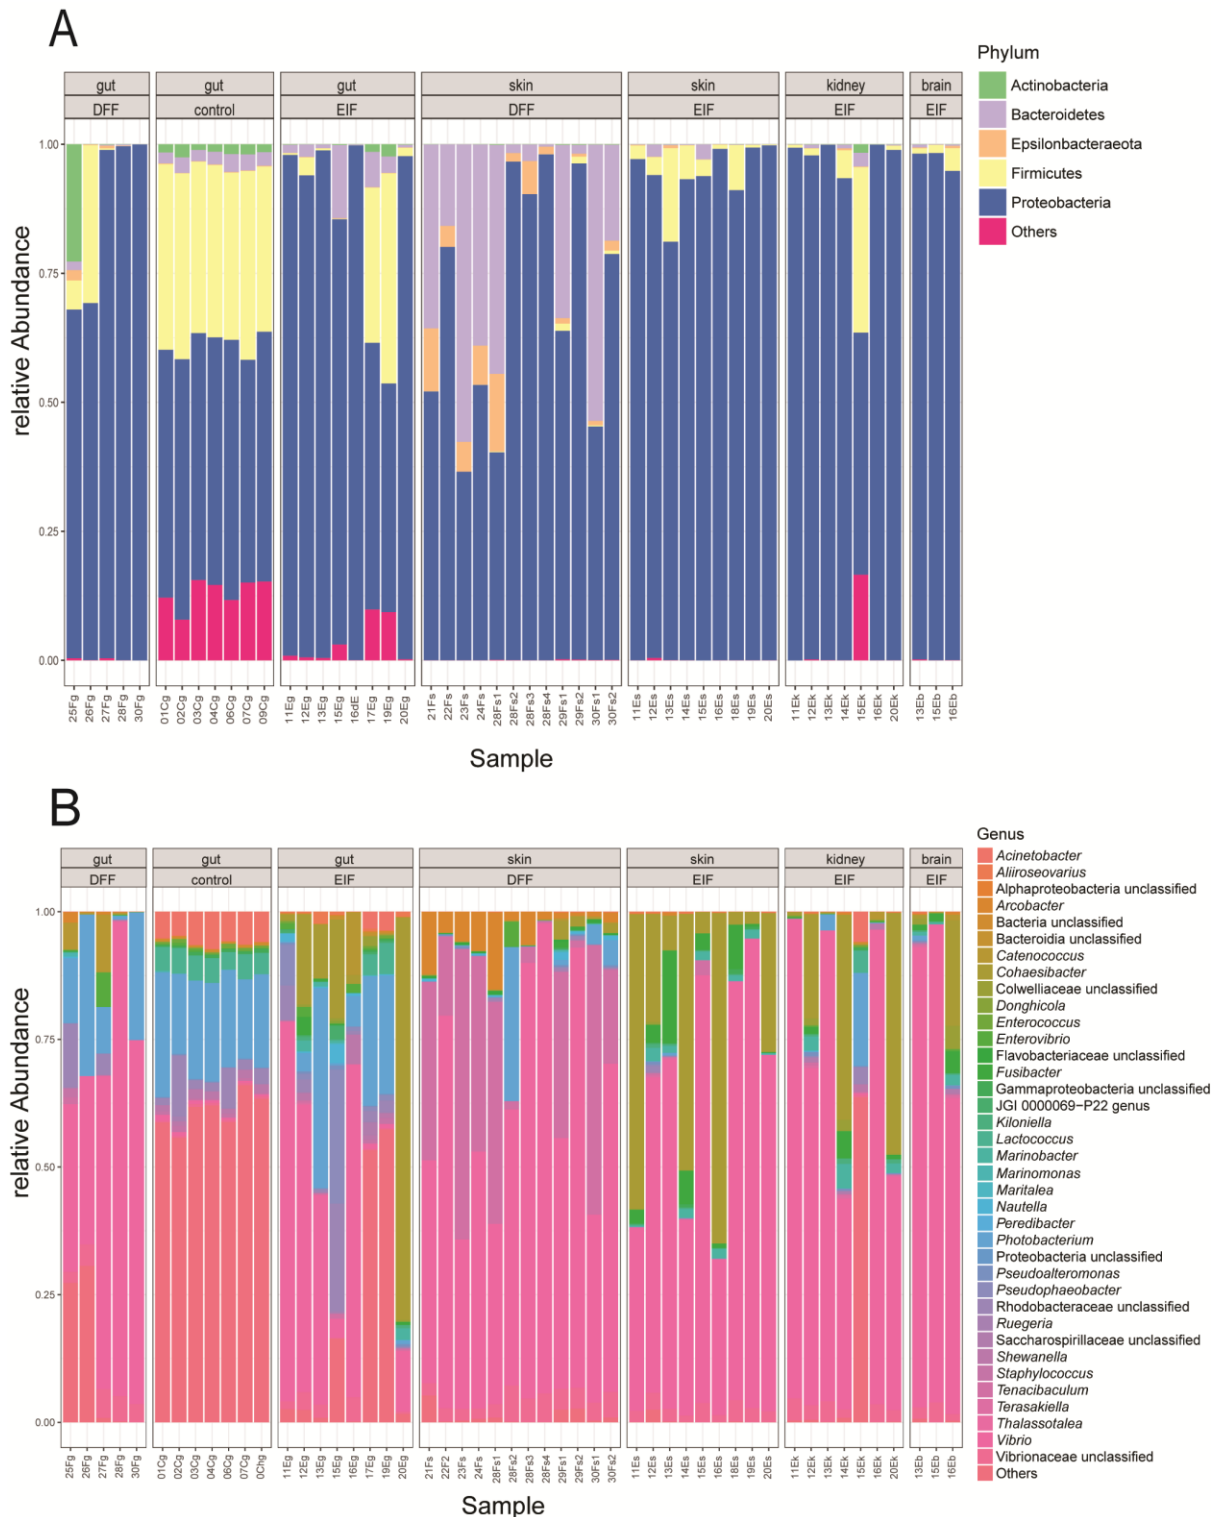 A
Phylum
gut gut gut skin skin kidney brain
DFF control EIF DFF EIF EIF EIF
Actinobacteria
Bacteroidetes
Epsilonbacteraeota
Firmicutes
Proteobacteria
Others
1.00
0.75
0.50
0.25
0.00
relative Abundance
25Fg 26Fg 27Fg 28Fg 30Fg 01Cg 02Cg 03Cg 04Cg 06Cg 07Cg 09Cg 11Eg 12Eg 13Eg 15Eg 16dE 17Eg 19Eg 20Eg 21Fs 22Fs 23Fs 24Fs 28Fs1 28Fs2 28Fs3 28Fs4 29Fs1 29Fs2 30Fs1 30Fs2 11Es 12Es 13Es 14Es 15Es 16Es 18Es 19Es 20Es 11Ek 12Ek 13Ek 14Ek 15Ek 16Ek 20Ek 13Eb 15Eb 16Eb
Sample
B
Genus
gut gut gut skin skin kidney brain
DFF control EIF DFF EIF EIF EIF
Acinetobacter
Aliiroseovarius
Alphaproteobacteria unclassified
Arcobacter
Bacteria unclassified
Bacteroidia unclassified
Catenococcus
Cohaesibacter
Colwelliaceae unclassified
Donghicola
Enterococcus
Enterovibrio
Flavobacteriaceae unclassified
Fusibacter
Gammaproteobacteria unclassified
JGI 0000069−P22 genus
Kiloniella
Lactococcus
Marinobacter
Marinomonas
Maritalea
Nautella
Peredibacter
Photobacterium
Proteobacteria unclassified
Pseudoalteromonas
Pseudophaeobacter
Rhodobacteraceae unclassified
Ruegeria
Saccharospirillaceae unclassified
Shewanella
Staphylococcus
Tenacibaculum
Terasakiella
Thalassotalea
Vibrio
Vibrionaceae unclassified
Others
1.00
0.75
0.50
0.25
0.00
relative Abundance
25Fg 26Fg 27Fg 28Fg 30Fg 01Cg 02Cg 03Cg 04Cg 06Cg 07Cg 0Chg 11Eg 12Eg 13Eg 15Eg 16Eg 17Eg 19Eg 20Eg 21Fs 22F2 23Fs 24Fs 28Fs1 28Fs2 28Fs3 28Fs4 29Fs1 29Fs2 30Fs1 30Fs2 11Es 12Es 13Es 14Es 15Es 16Es 18Es 19Es 20Es 11Ek 12Ek 13Ek 14Ek 15Ek 16Ek 20Ek 13Eb 15Eb 16Eb
Sample